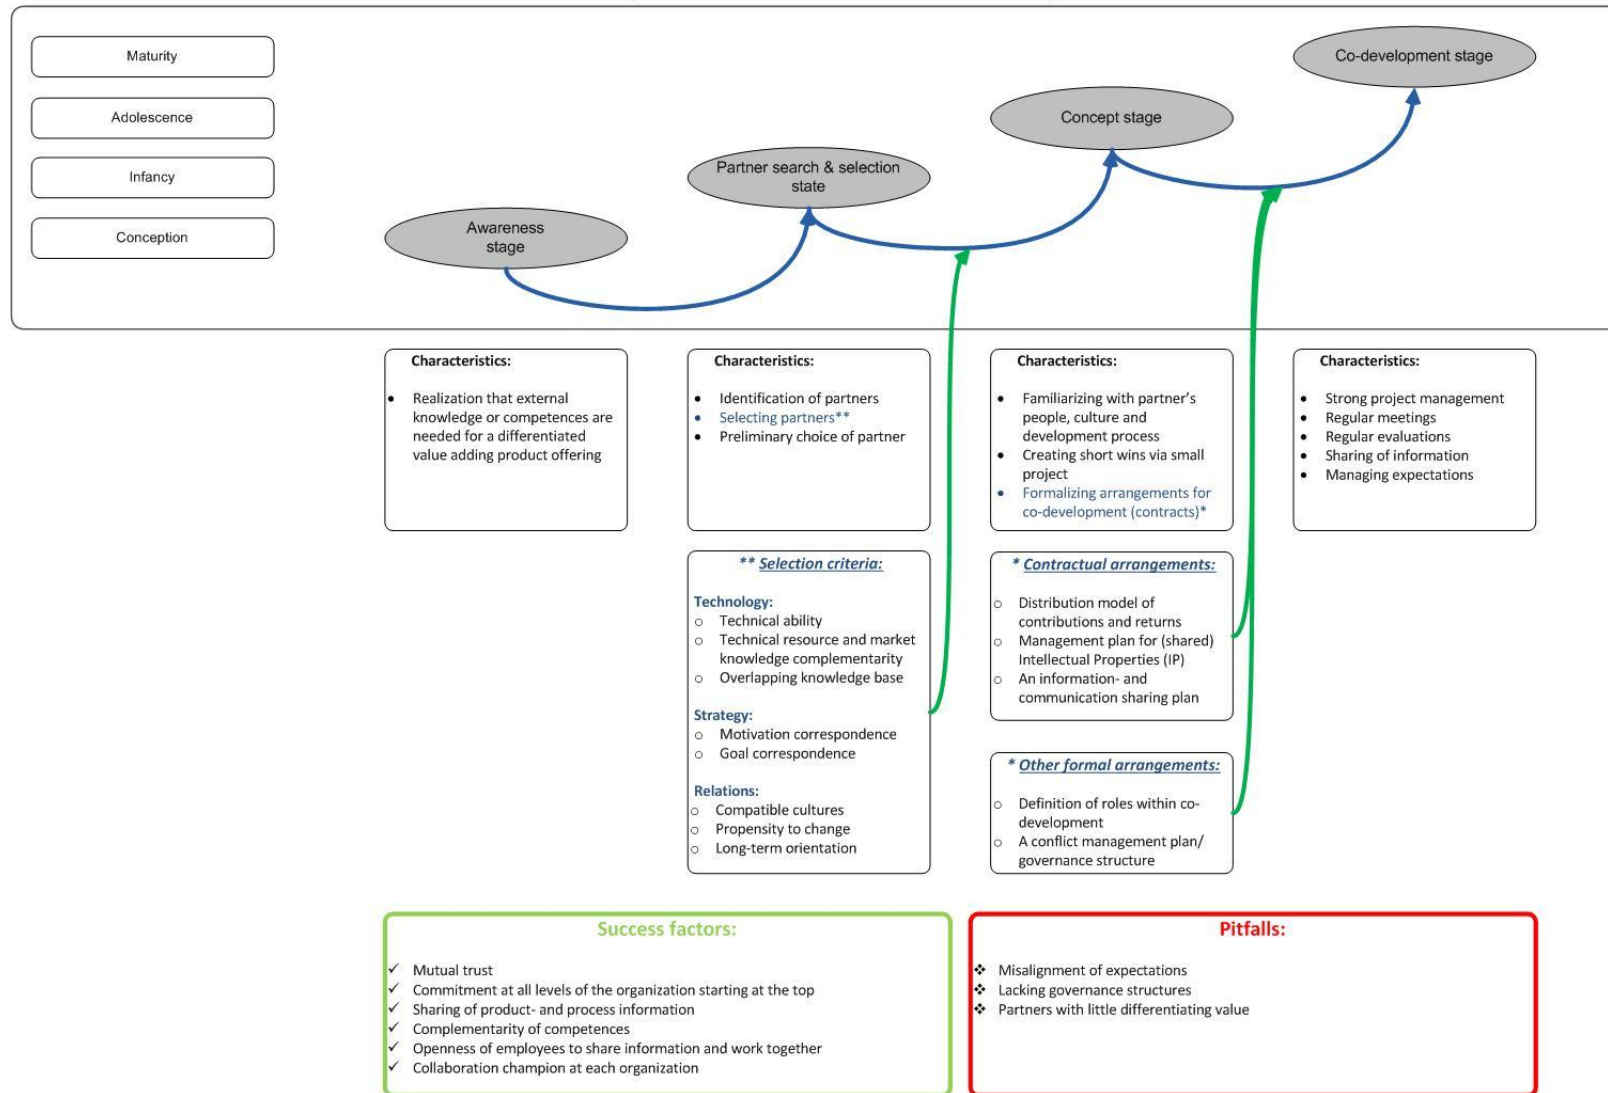 Maturity
Adolescence
Infancy
Conception
Awareness
stage
Partner search & selection
state
Concept stage
Co-development stage
Characteristics:
• Realization that external
knowledge or competences are
needed for a differentiated
value adding product offering
Characteristics:
• Identification of partners
• Selecting partners**
• Preliminary choice of partner
Characteristics:
• Familiarizing with partner's
people, culture and
development process
• Creating short wins via small
project
• Formalizing arrangements for
co-development (contracts)*
Characteristics:
• Strong project management
• Regular meetings
• Regular evaluations
• Sharing of information
• Managing expectations
** Selection criteria:
Technology:
o Technical ability
o Technical resource and market
knowledge complementarity
o Overlapping knowledge base
Strategy:
o Motivation correspondence
o Goal correspondence
Relations:
o Compatible cultures
o Propensity to change
o Long-term orientation
* Contractual arrangements:
o Distribution model of
contributions and returns
o Management plan for (shared)
Intellectual Properties (IP)
o An information- and
communication sharing plan
* Other formal arrangements:
o Definition of roles within co-
development
o A conflict management plan/
governance structure
Success factors:
✓ Mutual trust
✓ Commitment at all levels of the organization starting at the top
✓ Sharing of product- and process information
✓ Complementarity of competences
✓ Openness of employees to share information and work together
✓ Collaboration champion at each organization
Pitfalls:
❖ Misalignment of expectations
❖ Lacking governance structures
❖ Partners with little differentiating value